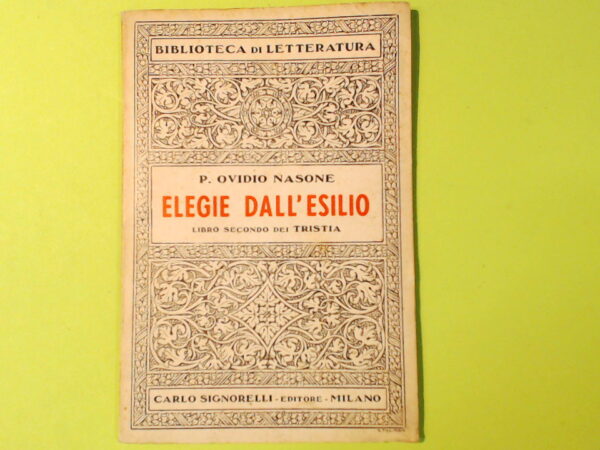 BIBLIOTECA DI LETTERATURA
P. OVIDIO NASONE
ELEGIE DALL'ESILIO
LIBRO SECONDO DEI TRISTIA
CARLO SIGNORELLI - EDITORE - MILANO